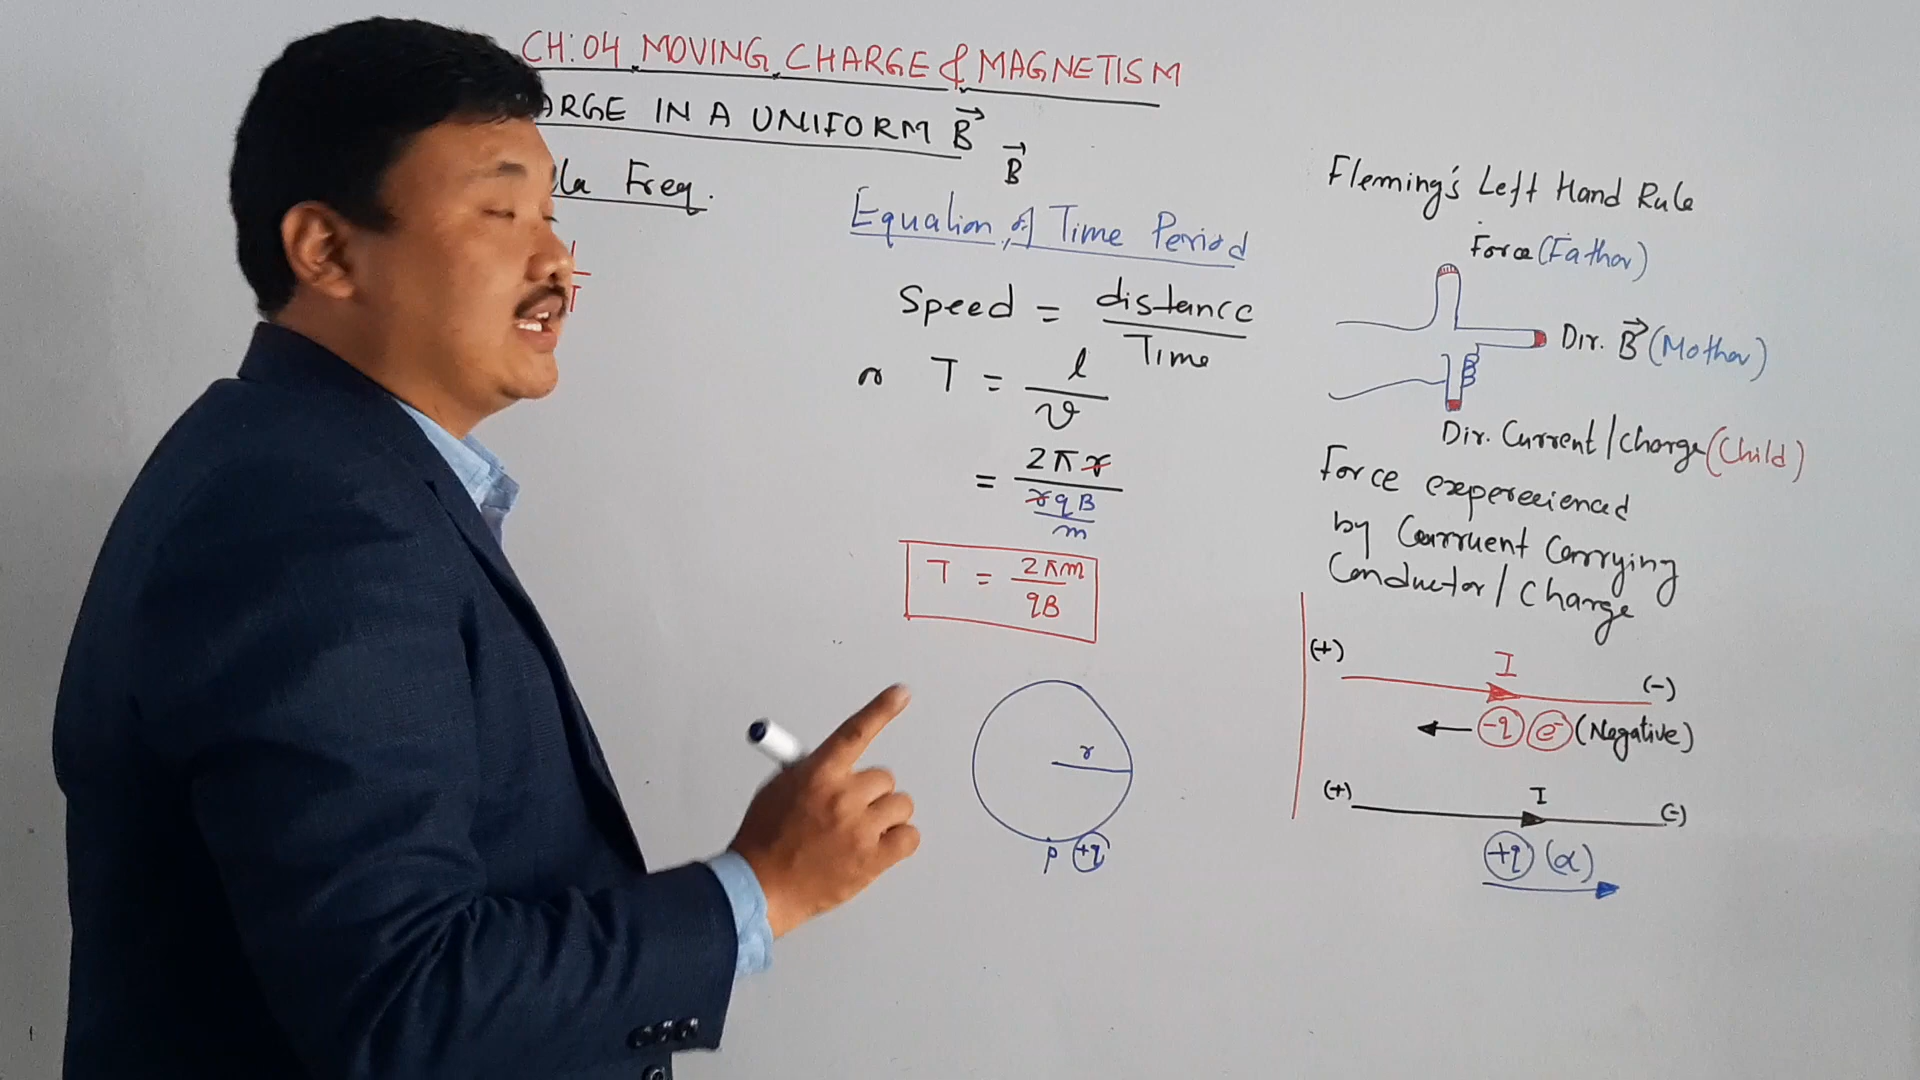 CH: 04 MOVING CHARGE & MAGNETISM
ARGE IN A UNIFORM B
B
la Freq.
Equation of Time Period
Speed = distance / Time
T = l / v
= 2πr / rqB / m
T = 2πm / qB
r
P +q
Fleming's Left Hand Rule
Force (Father)
Dir. B (Mother)
Dir. Current / Charge (Child)
Force expereeienced
by Carruent Carrying
Conductor / Charge
(+) I (-)
-q e⁻ (Negative)
(+) I (-)
+q (α)